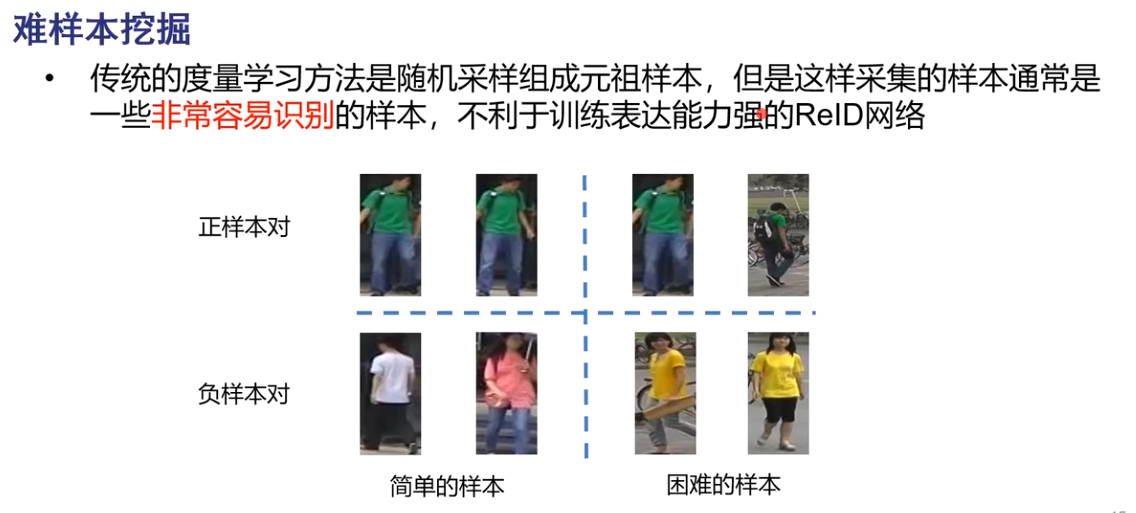 难样本挖掘
• 传统的度量学习方法是随机采样组成元祖样本，但是这样采集的样本通常是
一些非常容易识别的样本，不利于训练表达能力强的ReID网络
正样本对
负样本对
简单的样本
困难的样本